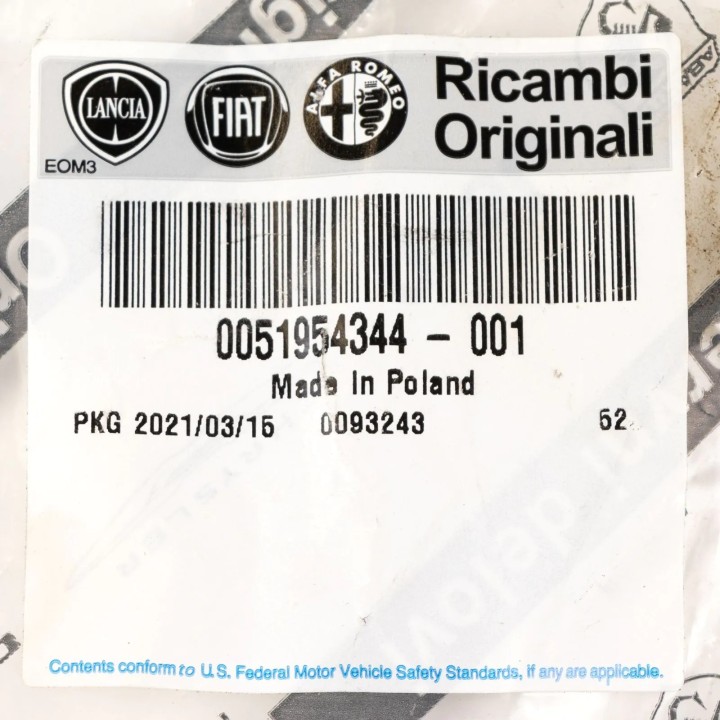 LANCIA
FIAT
ALFA ROMEO
Ricambi
Originali
EOM3
0051954344 - 001
Made In Poland
PKG 2021/03/15 0093243 52
Contents conform to U.S. Federal Motor Vehicle Safety Standards, if any are applicable.